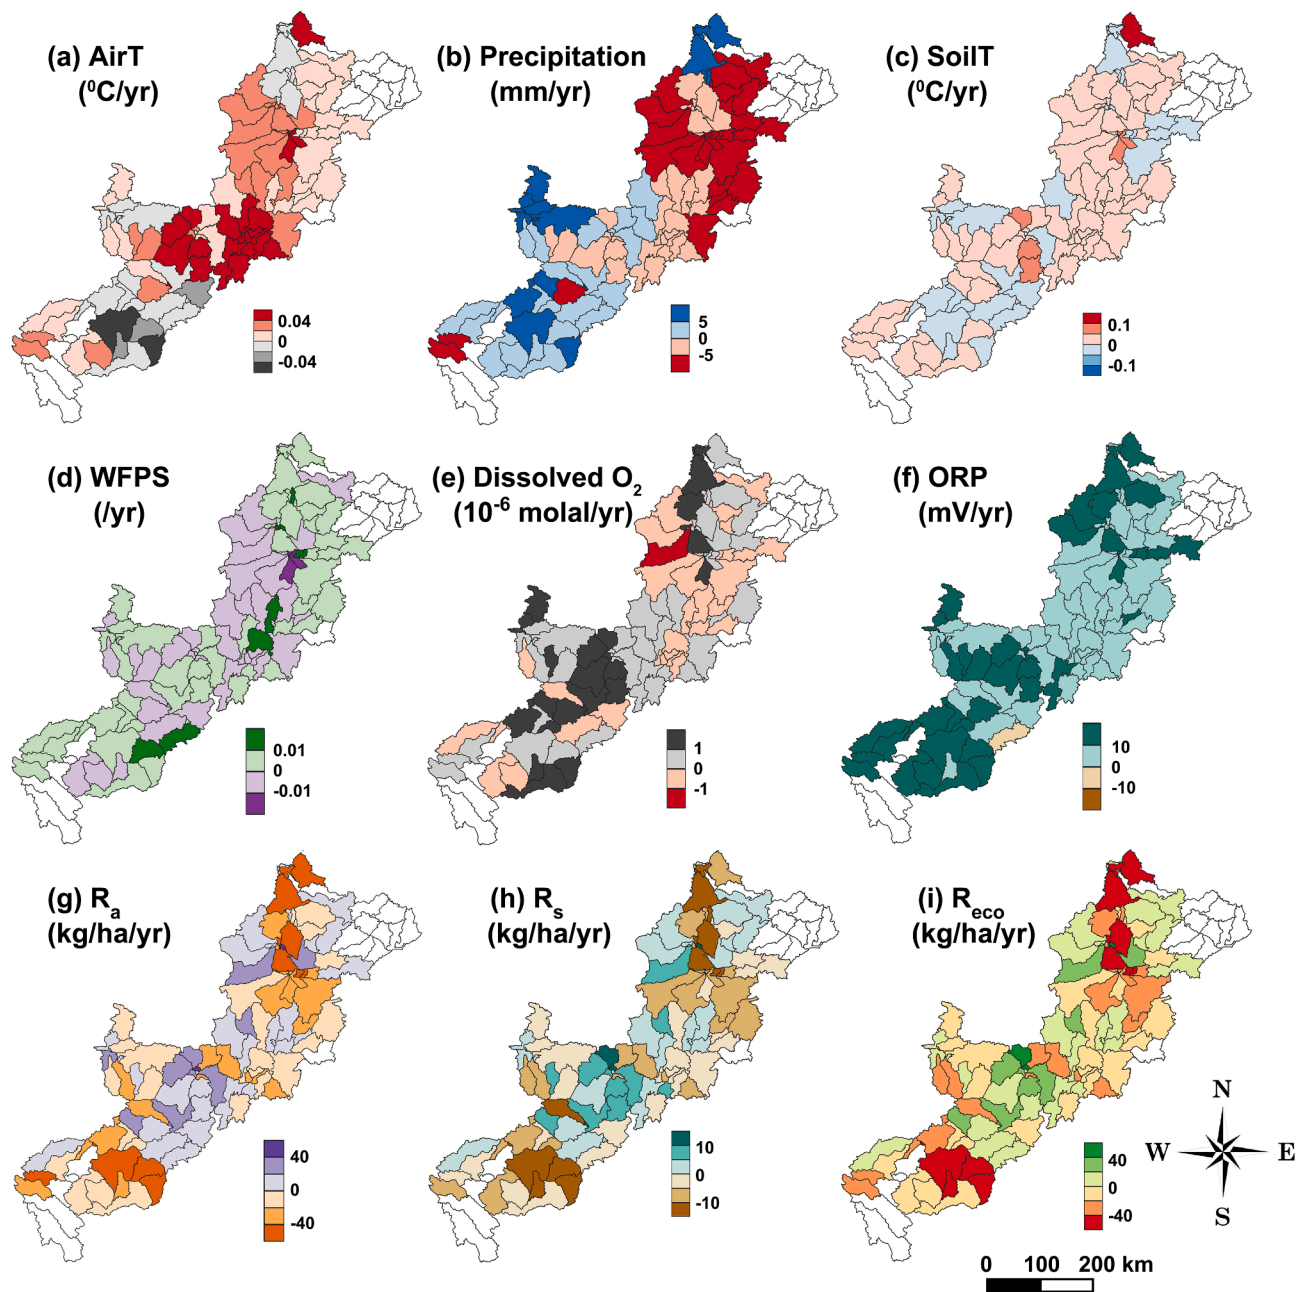 (a) AirT
(⁰C/yr)
0.04
0
-0.04
(b) Precipitation
(mm/yr)
5
0
-5
(c) SoilT
(⁰C/yr)
0.1
0
-0.1
(d) WFPS
(/yr)
0.01
0
-0.01
(e) Dissolved O₂
(10⁻⁶ molal/yr)
1
0
-1
(f) ORP
(mV/yr)
10
0
-10
(g) Rₐ
(kg/ha/yr)
40
0
-40
(h) Rₛ
(kg/ha/yr)
10
0
-10
(i) R_eco
(kg/ha/yr)
40
0
-40
N
W E
S
0 100 200 km